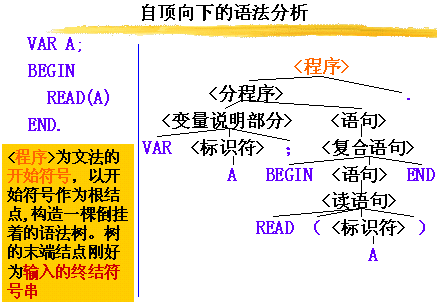 自顶向下的语法分析
VAR A;
BEGIN
READ(A)
END.
<程序>为文法的
开始符号，以开
始符号作为根结
点,构造一棵倒挂
着的语法树。树
的末端结点刚好
为输入的终结符
号串
<程序>
<分程序> .
<变量说明部分> <语句>
VAR <标识符> ; <复合语句>
A BEGIN <语句> END
<读语句>
READ ( <标识符> )
A